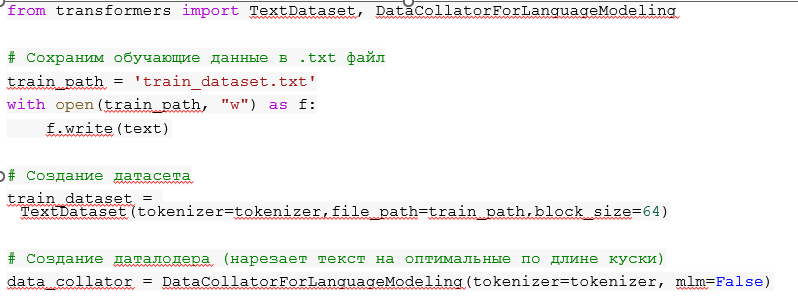 from transformers import TextDataset, DataCollatorForLanguageModeling
# Сохраним обучающие данные в .txt файл
train_path = 'train_dataset.txt'
with open(train_path, "w") as f:
    f.write(text)
# Создание датасета
train_dataset =
 TextDataset(tokenizer=tokenizer,file_path=train_path,block_size=64)
# Создание даталодера (нарезает текст на оптимальные по длине куски)
data_collator = DataCollatorForLanguageModeling(tokenizer=tokenizer, mlm=False)